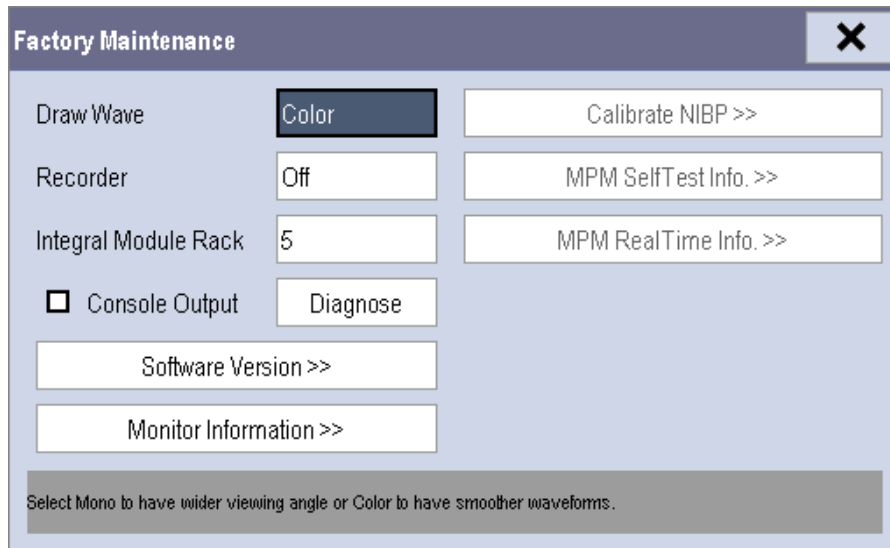 Factory Maintenance
Draw Wave
Color
Calibrate NIBP >>
Recorder
Off
MPM SelfTest Info. >>
Integral Module Rack
5
MPM RealTime Info. >>
Console Output
Diagnose
Software Version >>
Monitor Information >>
Select Mono to have wider viewing angle or Color to have smoother waveforms.